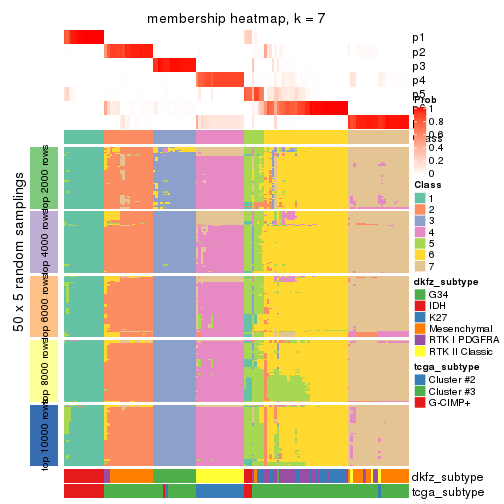 membership heatmap, k = 7
p1
p2
p3
p4
p5
p7
Prob
1
0.8
0.6
0.4
0.2
0
Class
1
2
3
4
5
6
7
dkfz_subtype
G34
IDH
K27
Mesenchymal
RTK I PDGFRA
RTK II Classic
tcga_subtype
Cluster #2
Cluster #3
G-CIMP+
50 x 5 random samplings
top 2000 rows
top 4000 rows
top 6000 rows
top 8000 rows
top 10000 rows
dkfz_subtype
tcga_subtype